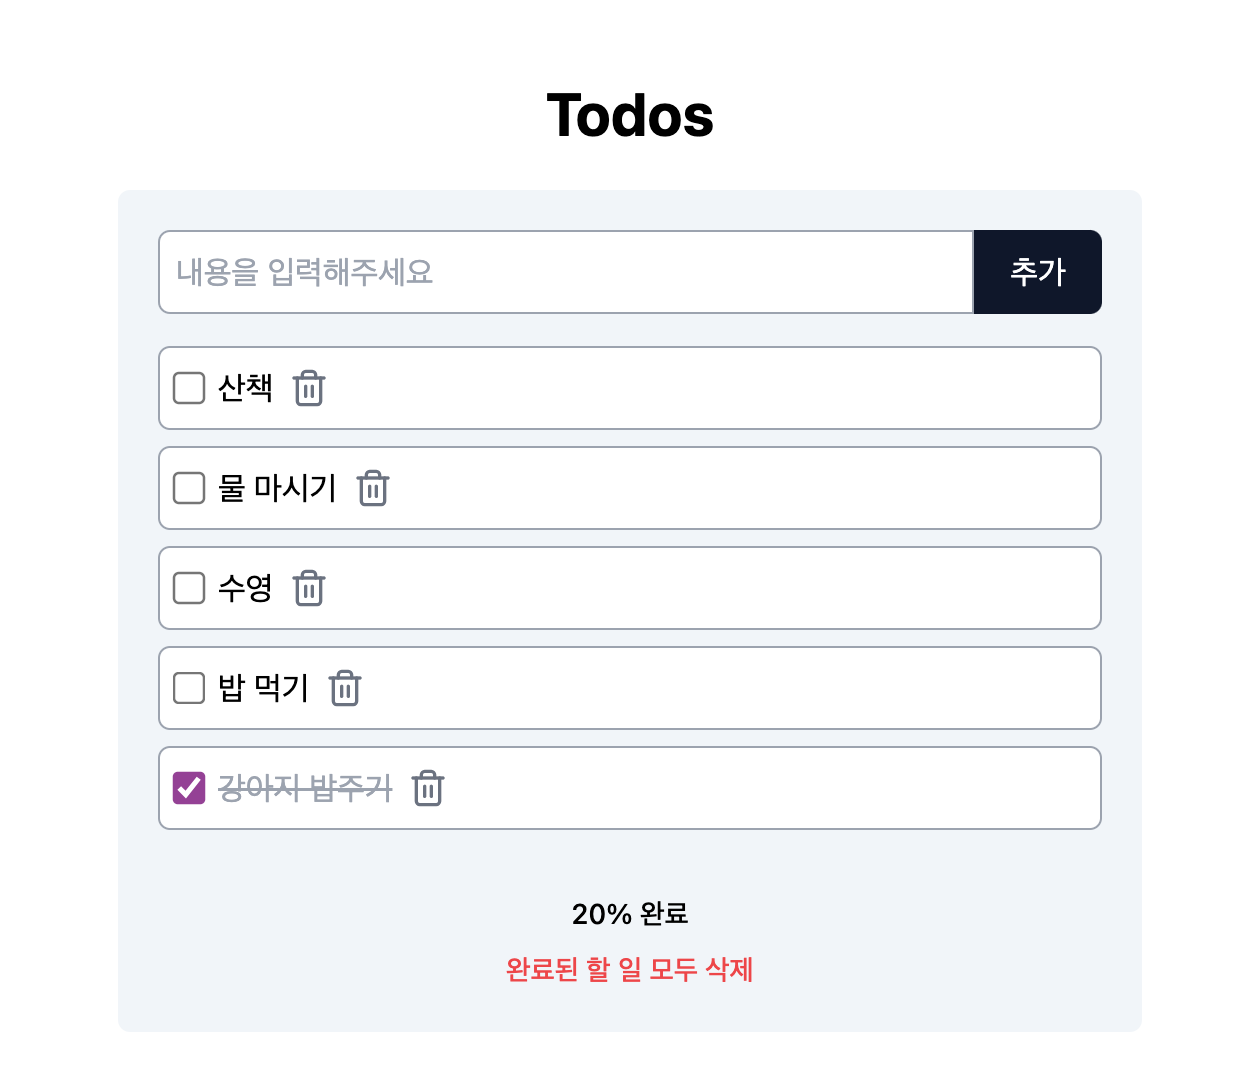 Todos
내용을 입력해주세요
추가
산책
물 마시기
수영
밥 먹기
강아지 밥주기
20% 완료
완료된 할 일 모두 삭제